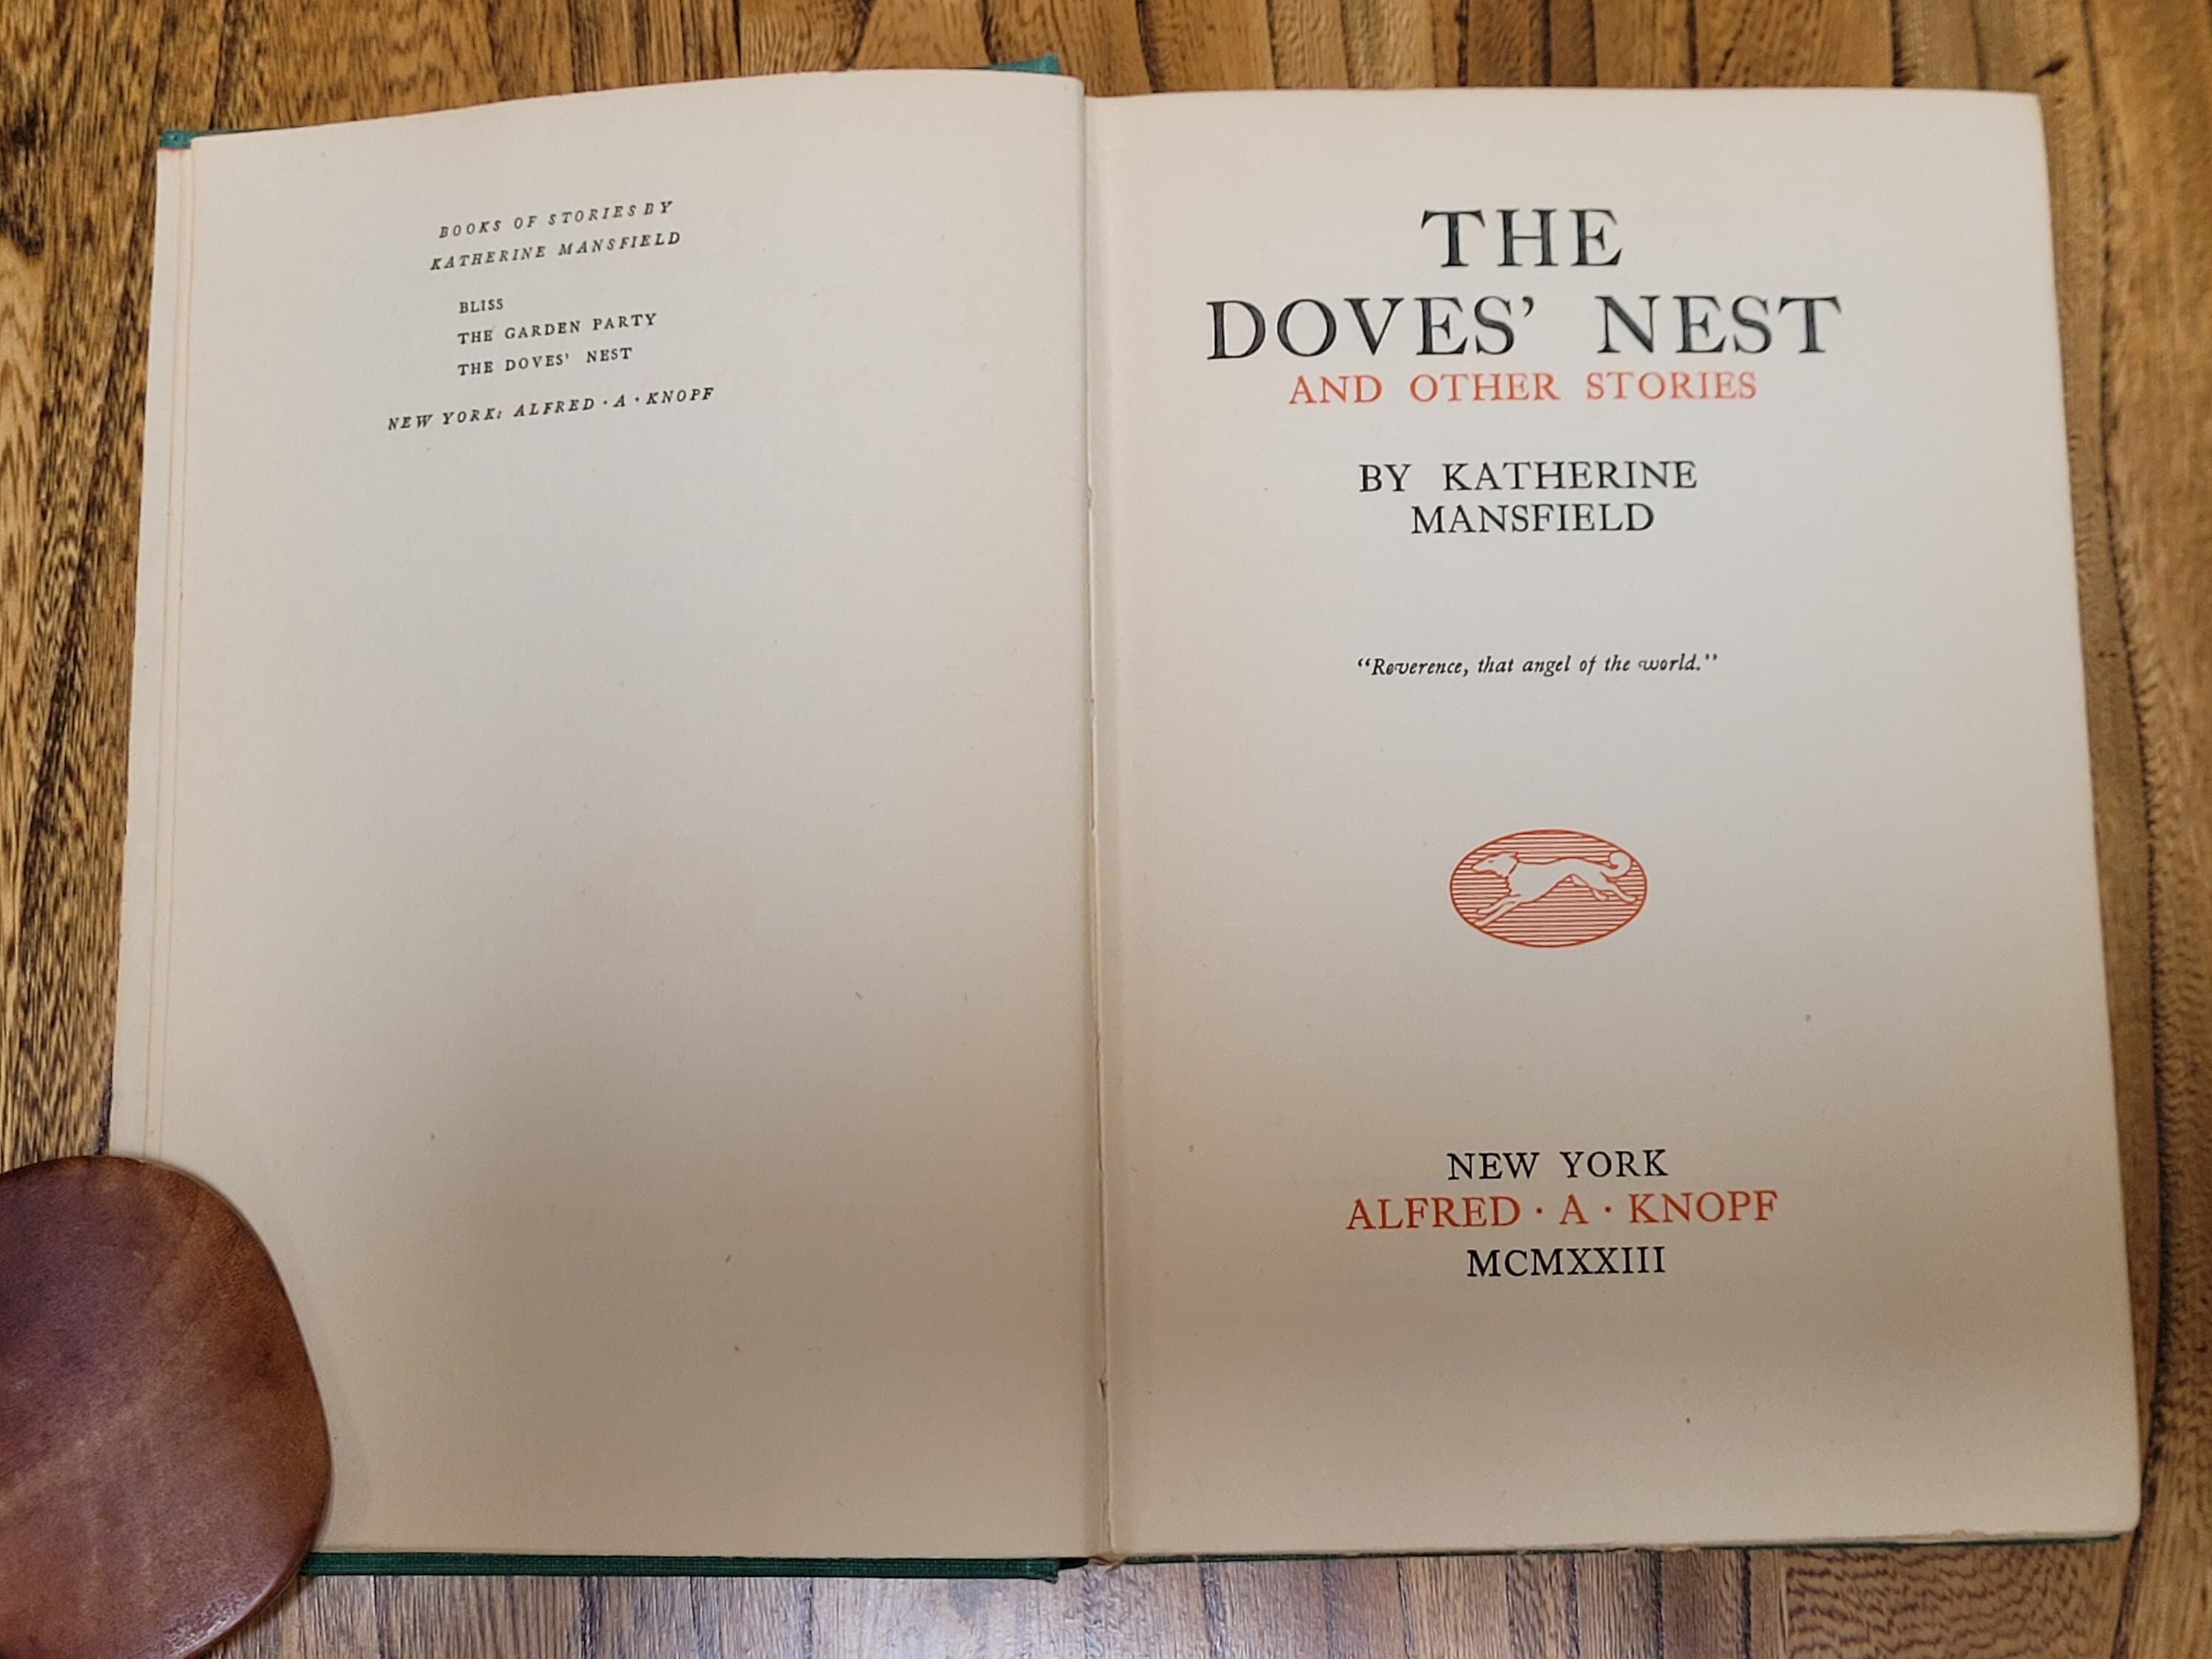 BOOKS OF STORIES BY
KATHERINE MANSFIELD
BLISS
THE GARDEN PARTY
THE DOVES' NEST
NEW YORK: ALFRED · A · KNOPF
THE
DOVES' NEST
AND OTHER STORIES
BY KATHERINE
MANSFIELD
"Reverence, that angel of the world."
NEW YORK
ALFRED · A · KNOPF
MCMXXIII